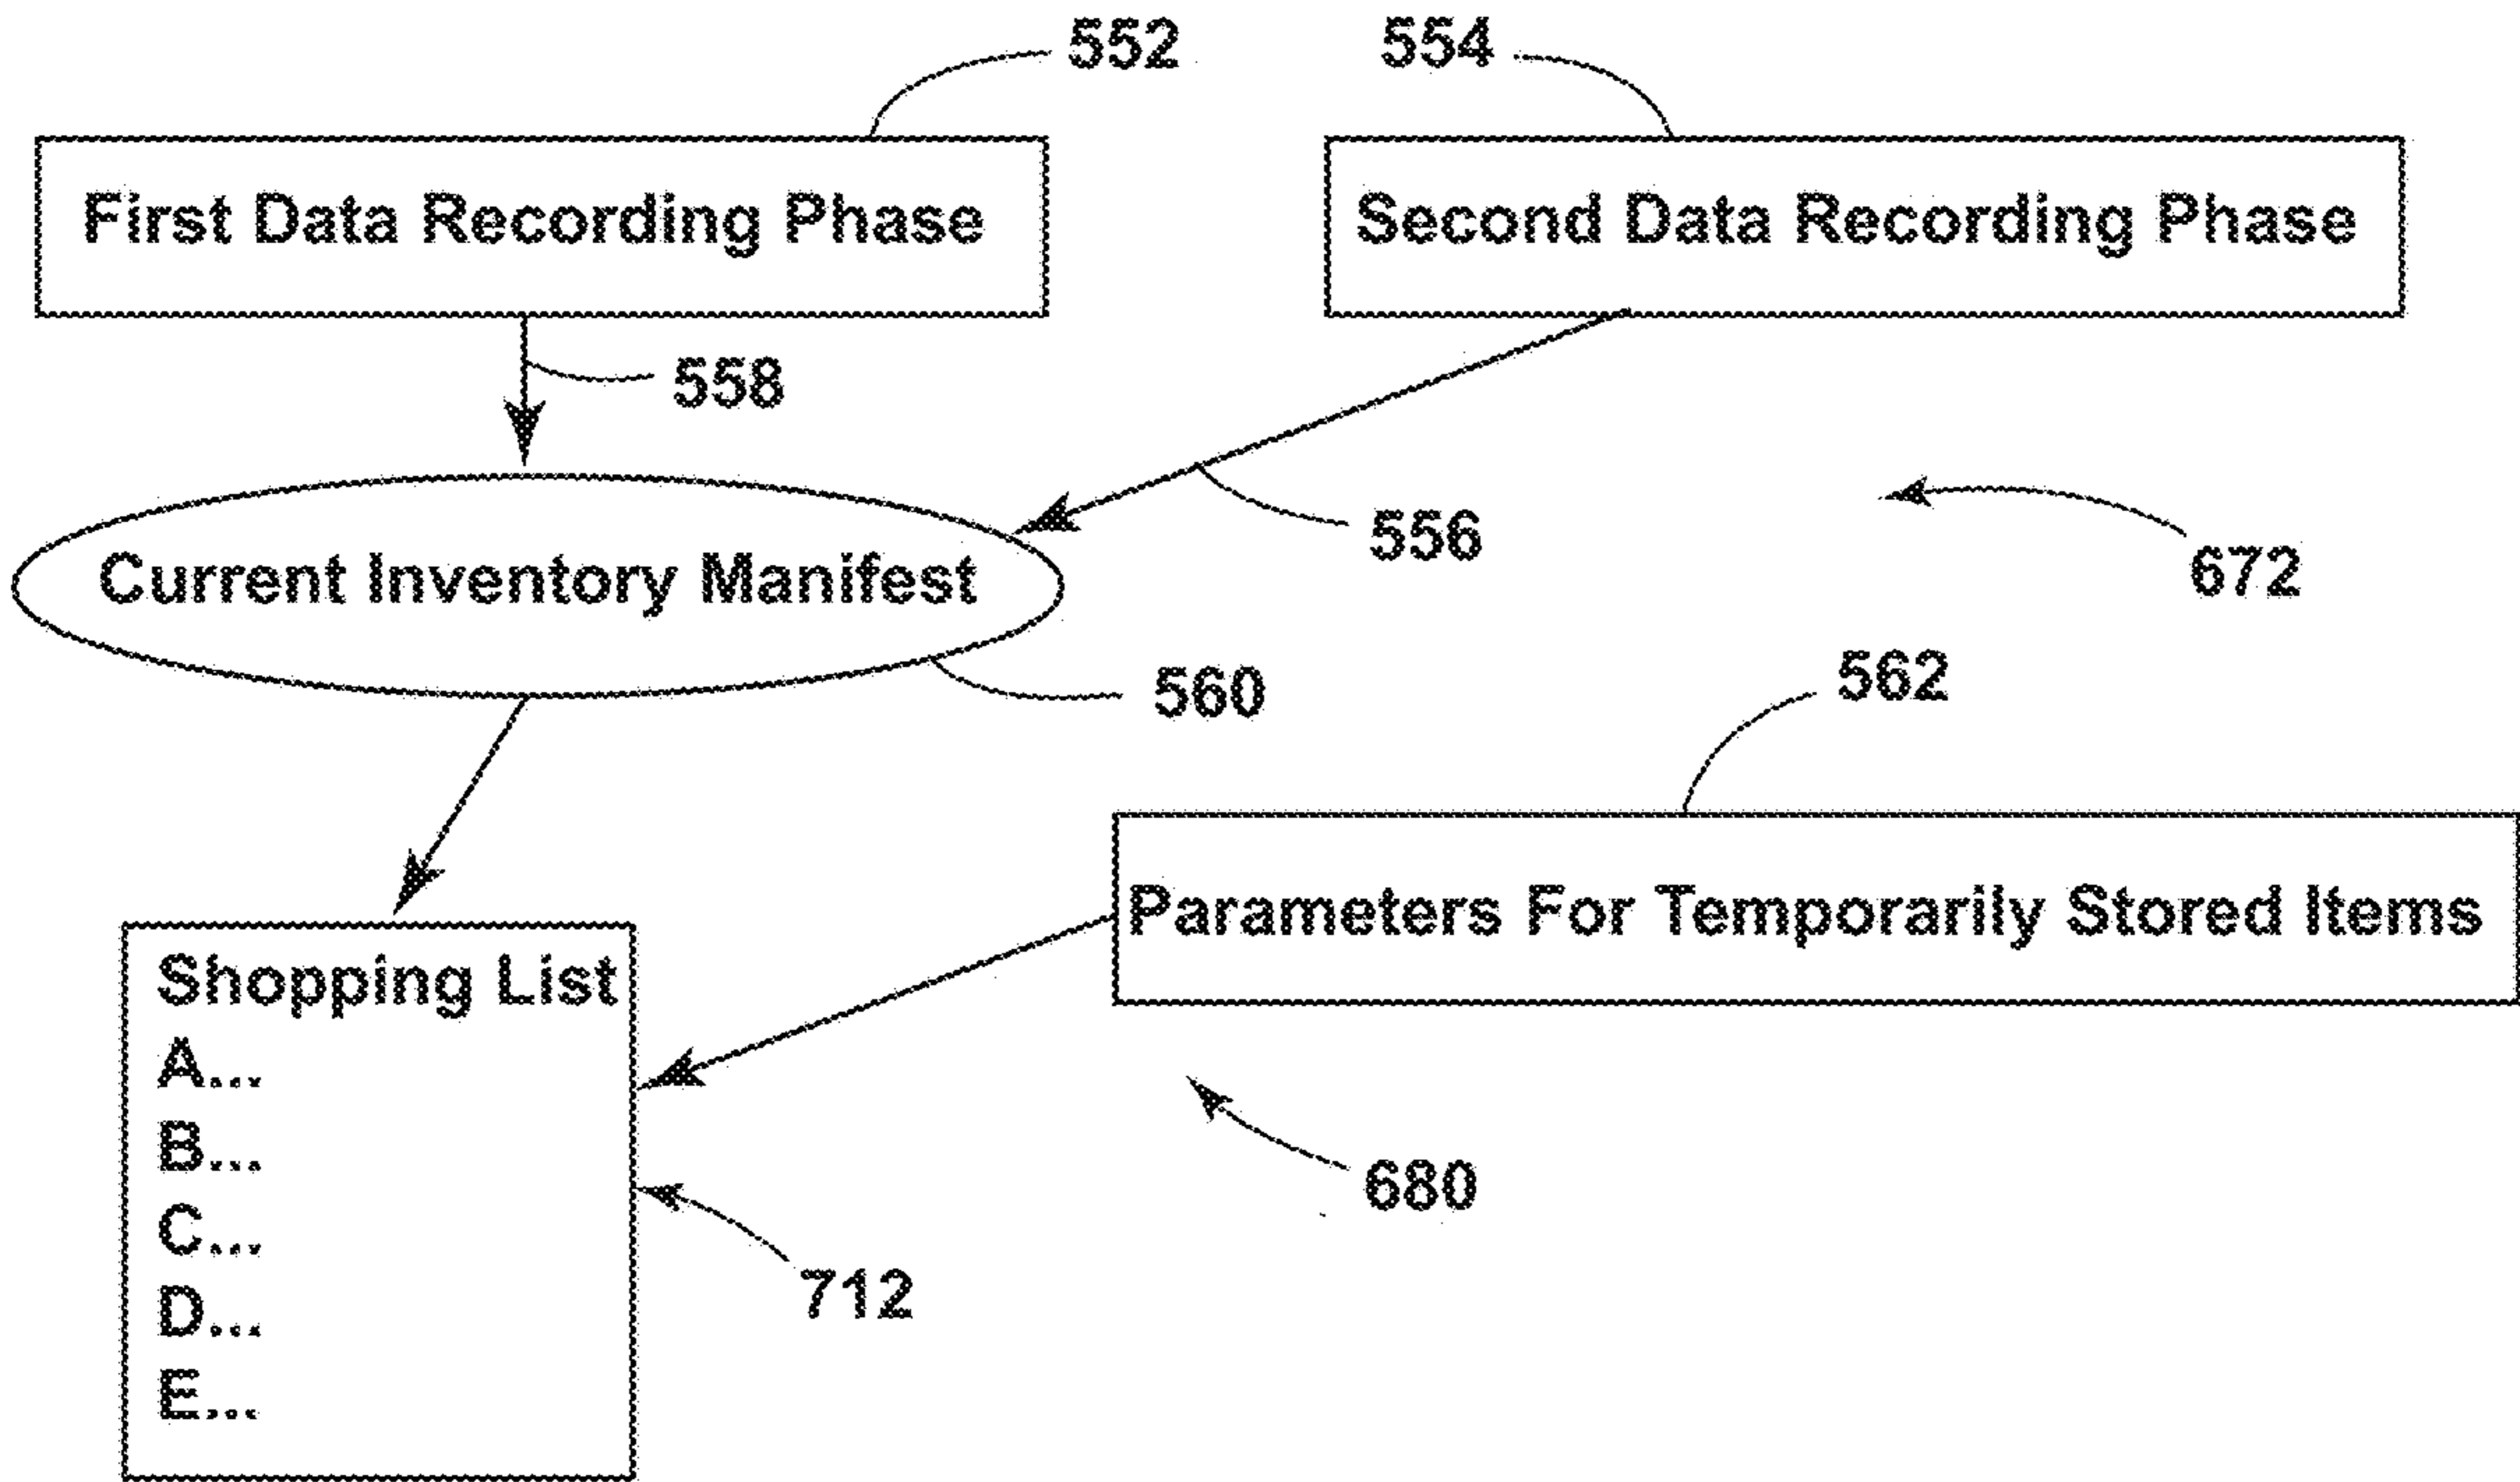 552
554
First Data Recording Phase
Second Data Recording Phase
558
556
672
Current Inventory Manifest
560
562
Parameters For Temporarily Stored Items
Shopping List
A...
B...
C...
D...
E...
680
712